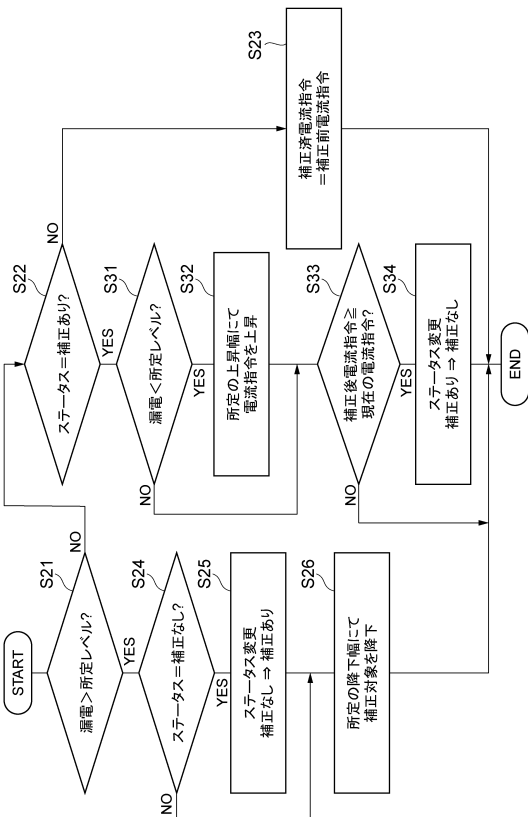 START
S21
漏電>所定レベル?
NO
YES
S24
ステータス=補正なし?
NO
YES
S25
ステータス変更
補正なし ⇒ 補正あり
S26
所定の降下幅にて
補正対象を降下
S22
ステータス=補正あり?
NO
YES
S31
漏電<所定レベル?
NO
YES
S32
所定の上昇幅にて
電流指令を上昇
S33
補正後電流指令≧
現在の電流指令?
NO
YES
S34
ステータス変更
補正あり ⇒ 補正なし
S23
補正済電流指令
=補正前電流指令
END